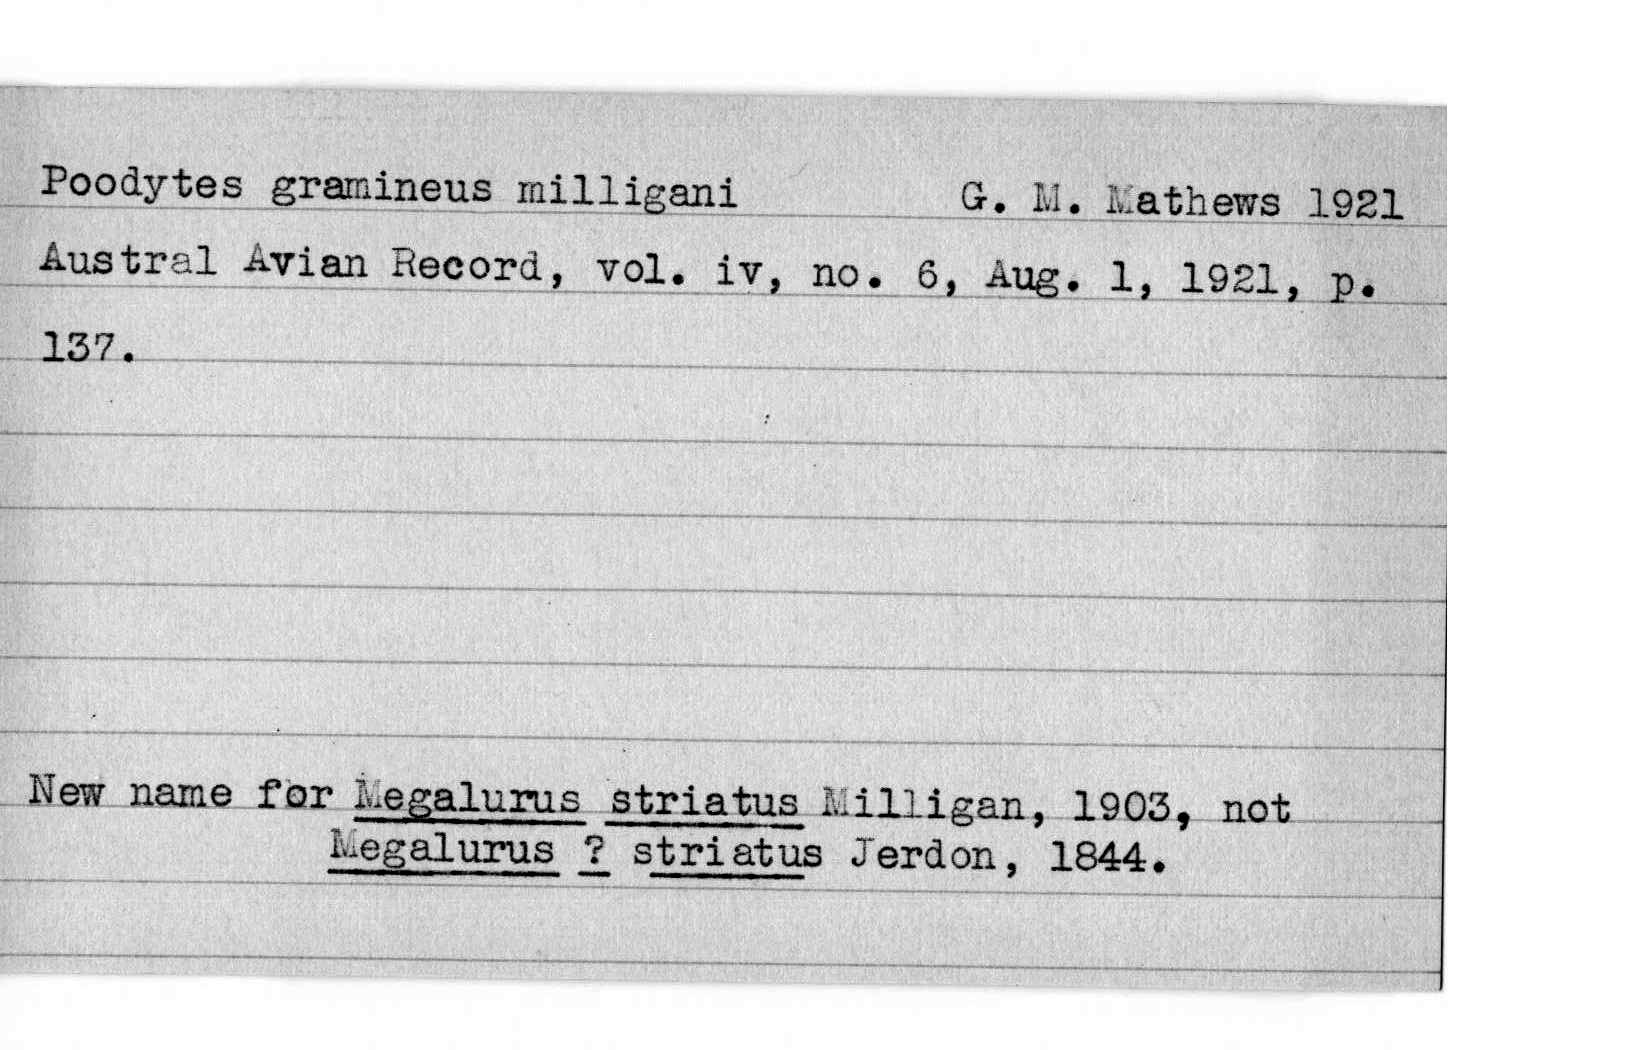 Poodytes gramineus milligani G. M. Mathews 1921
Austral Avian Record, vol. iv, no. 6, Aug. 1, 1921, p.
137.
New name for Megalurus striatus Milligan, 1903, not
Megalurus ? striatus Jerdon, 1844.